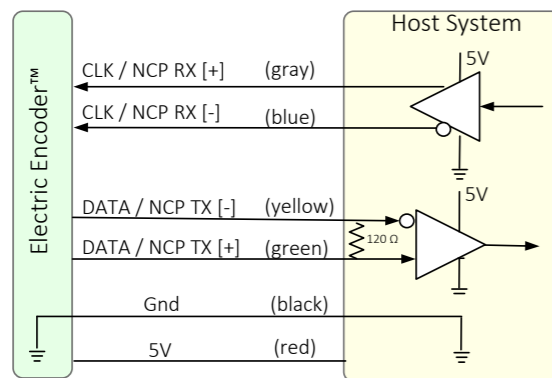 Host System
5V
CLK / NCP RX [+] (gray)
CLK / NCP RX [-] (blue)
Electric Encoder™
5V
DATA / NCP TX [-] (yellow)
120 Ω
DATA / NCP TX [+] (green)
Gnd (black)
5V (red)